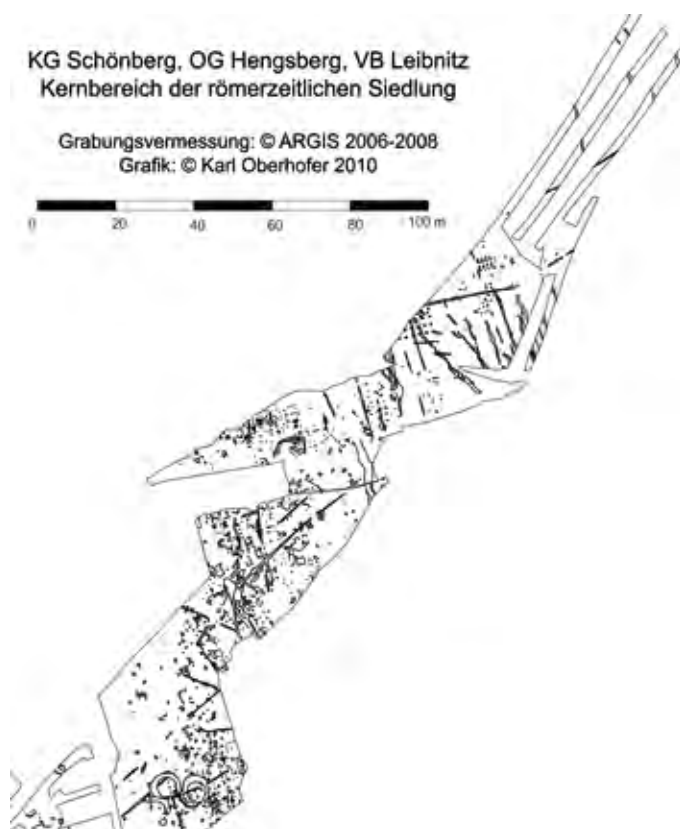 KG Schönberg, OG Hengsberg, VB Leibnitz
Kernbereich der römerzeitlichen Siedlung
Grabungsvermessung: © ARGIS 2006-2008
Grafik: © Karl Oberhofer 2010
0 20 40 60 80 100 m